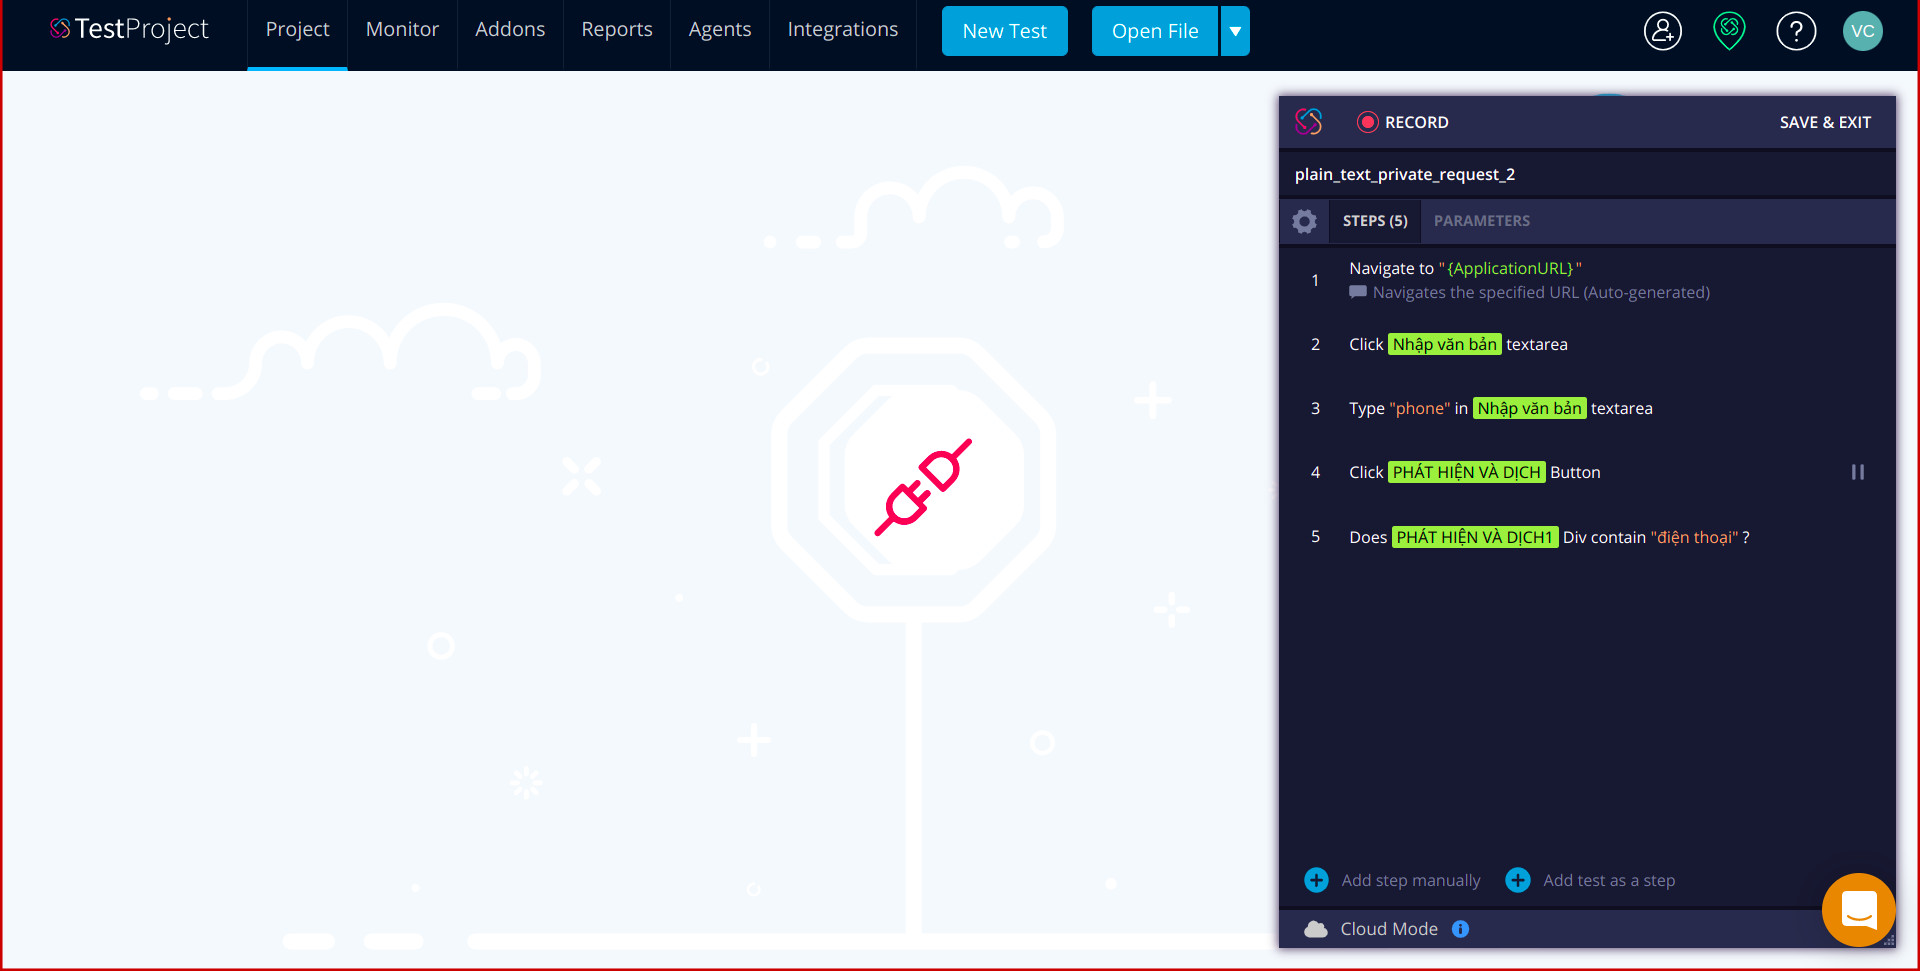 TestProject
Project
Monitor
Addons
Reports
Agents
Integrations
New Test
Open File
?
VC
RECORD
SAVE & EXIT
plain_text_private_request_2
STEPS (5)
PARAMETERS
1
Navigate to "{ApplicationURL}"
Navigates the specified URL (Auto-generated)
2
Click Nhập văn bản textarea
3
Type "phone" in Nhập văn bản textarea
4
Click PHÁT HIỆN VÀ DỊCH Button
5
Does PHÁT HIỆN VÀ DỊCH1 Div contain "điện thoại" ?
Add step manually
Add test as a step
Cloud Mode
i